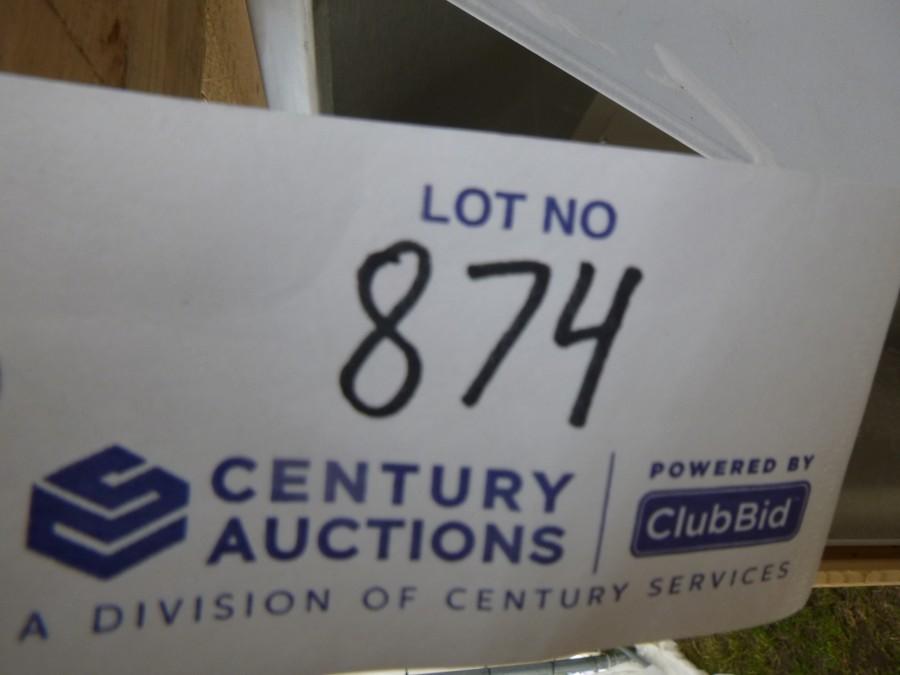 LOT NO
874
CENTURY
AUCTIONS
POWERED BY
ClubBid
A DIVISION OF CENTURY SERVICES